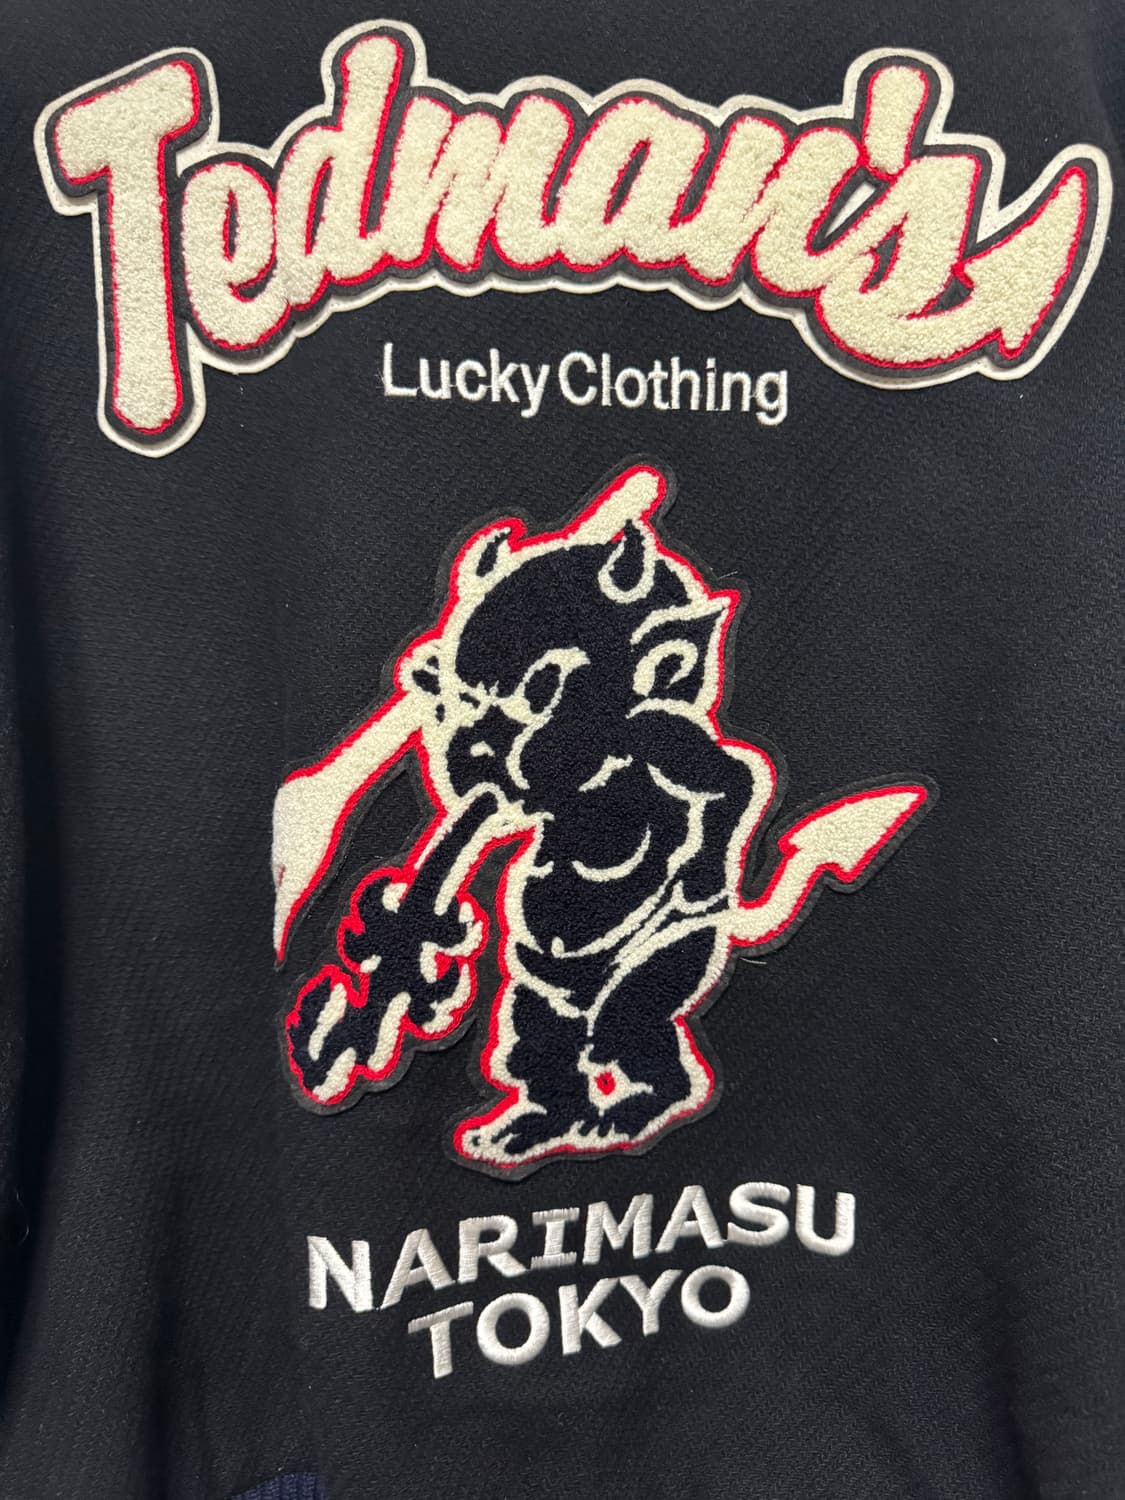 Tedman's
Lucky Clothing
NARIMASU
TOKYO